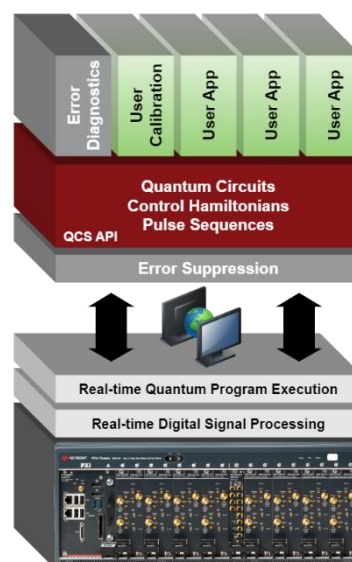 Error
Diagnostics
User
Calibration
User App
User App
User App
Quantum Circuits
Control Hamiltonians
Pulse Sequences
QCS API
Error Suppression
Real-time Quantum Program Execution
Real-time Digital Signal Processing
KEYSIGHT
PXI